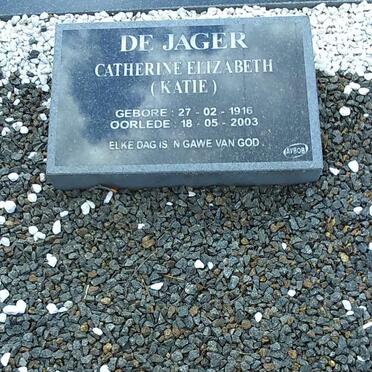 DE JAGER
CATHERINE ELIZABETH
( KATIE )
GEBORE : 27 - 02 - 1916
OORLEDE : 18 - 05 - 2003
ELKE DAG IS 'N GAWE VAN GOD.
AVBOB